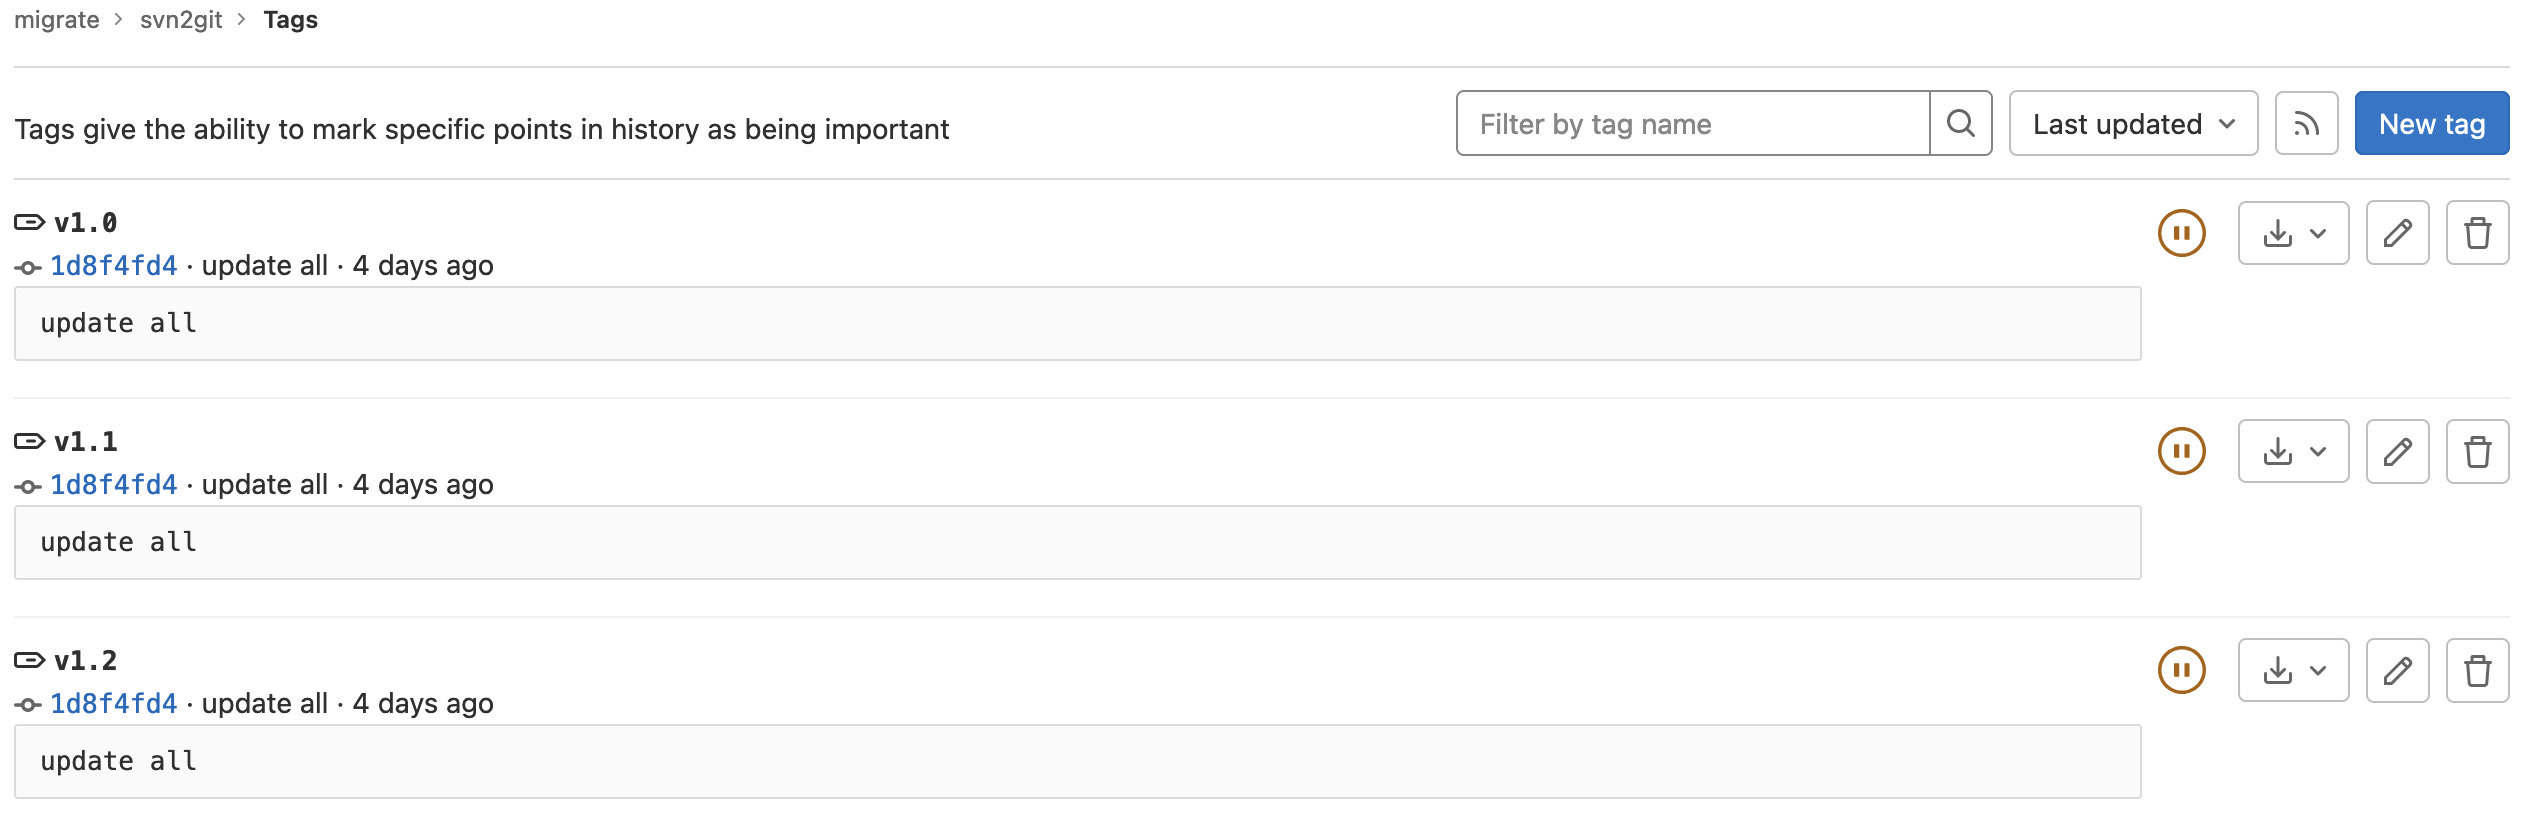 migrate > svn2git > Tags
Tags give the ability to mark specific points in history as being important
Filter by tag name
Last updated
New tag
v1.0
1d8f4fd4 · update all · 4 days ago
update all
v1.1
1d8f4fd4 · update all · 4 days ago
update all
v1.2
1d8f4fd4 · update all · 4 days ago
update all